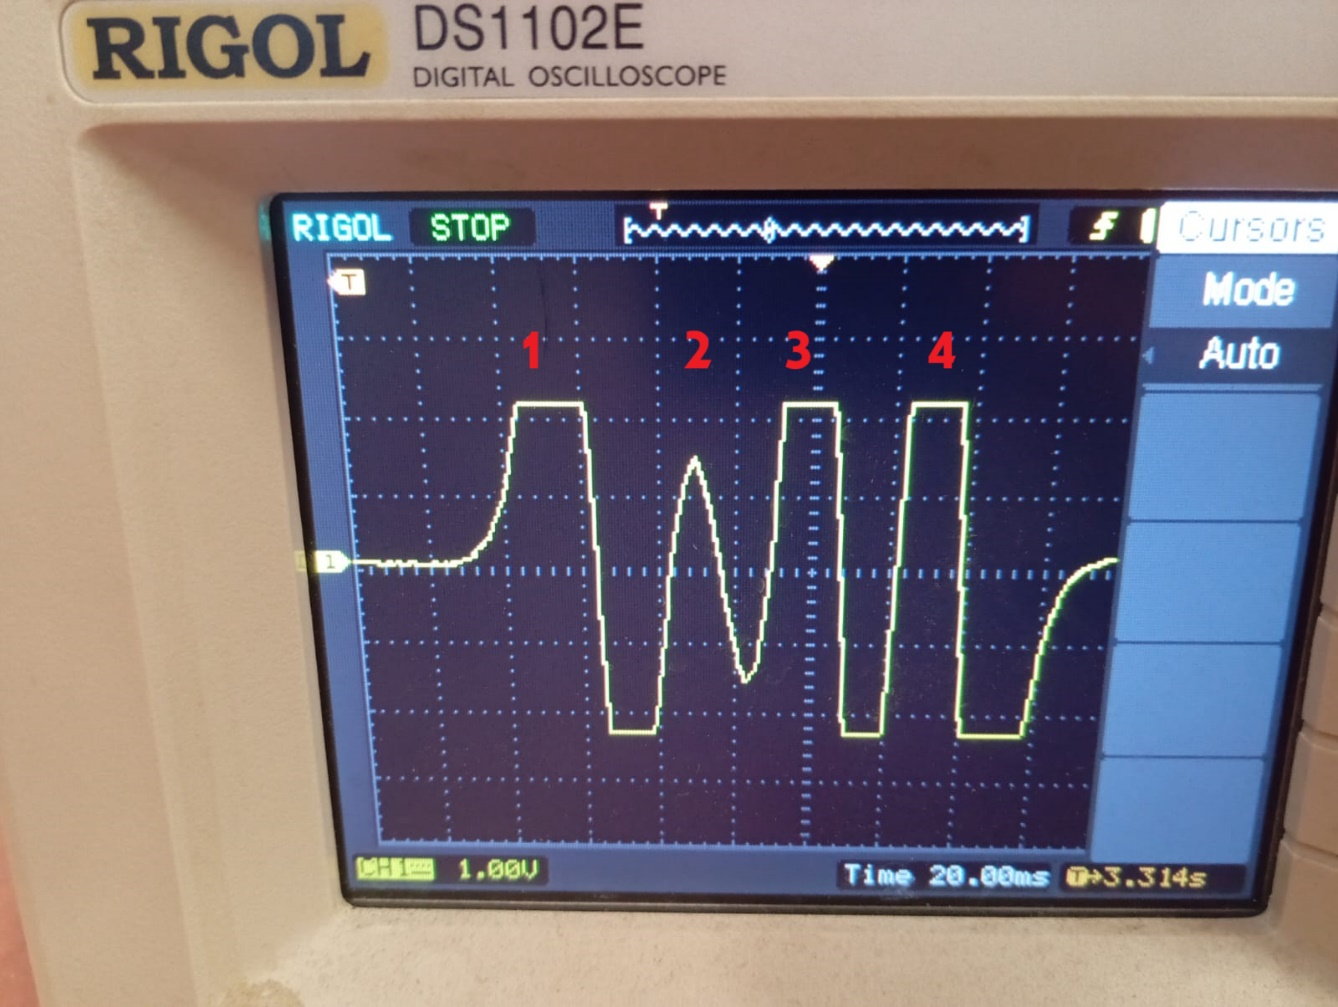 RIGOL DS1102E
DIGITAL OSCILLOSCOPE
RIGOL STOP T Cursors
T
Mode
1 2 3 4
Auto
1
CH1 1.00V Time 20.00ms T→3.314s